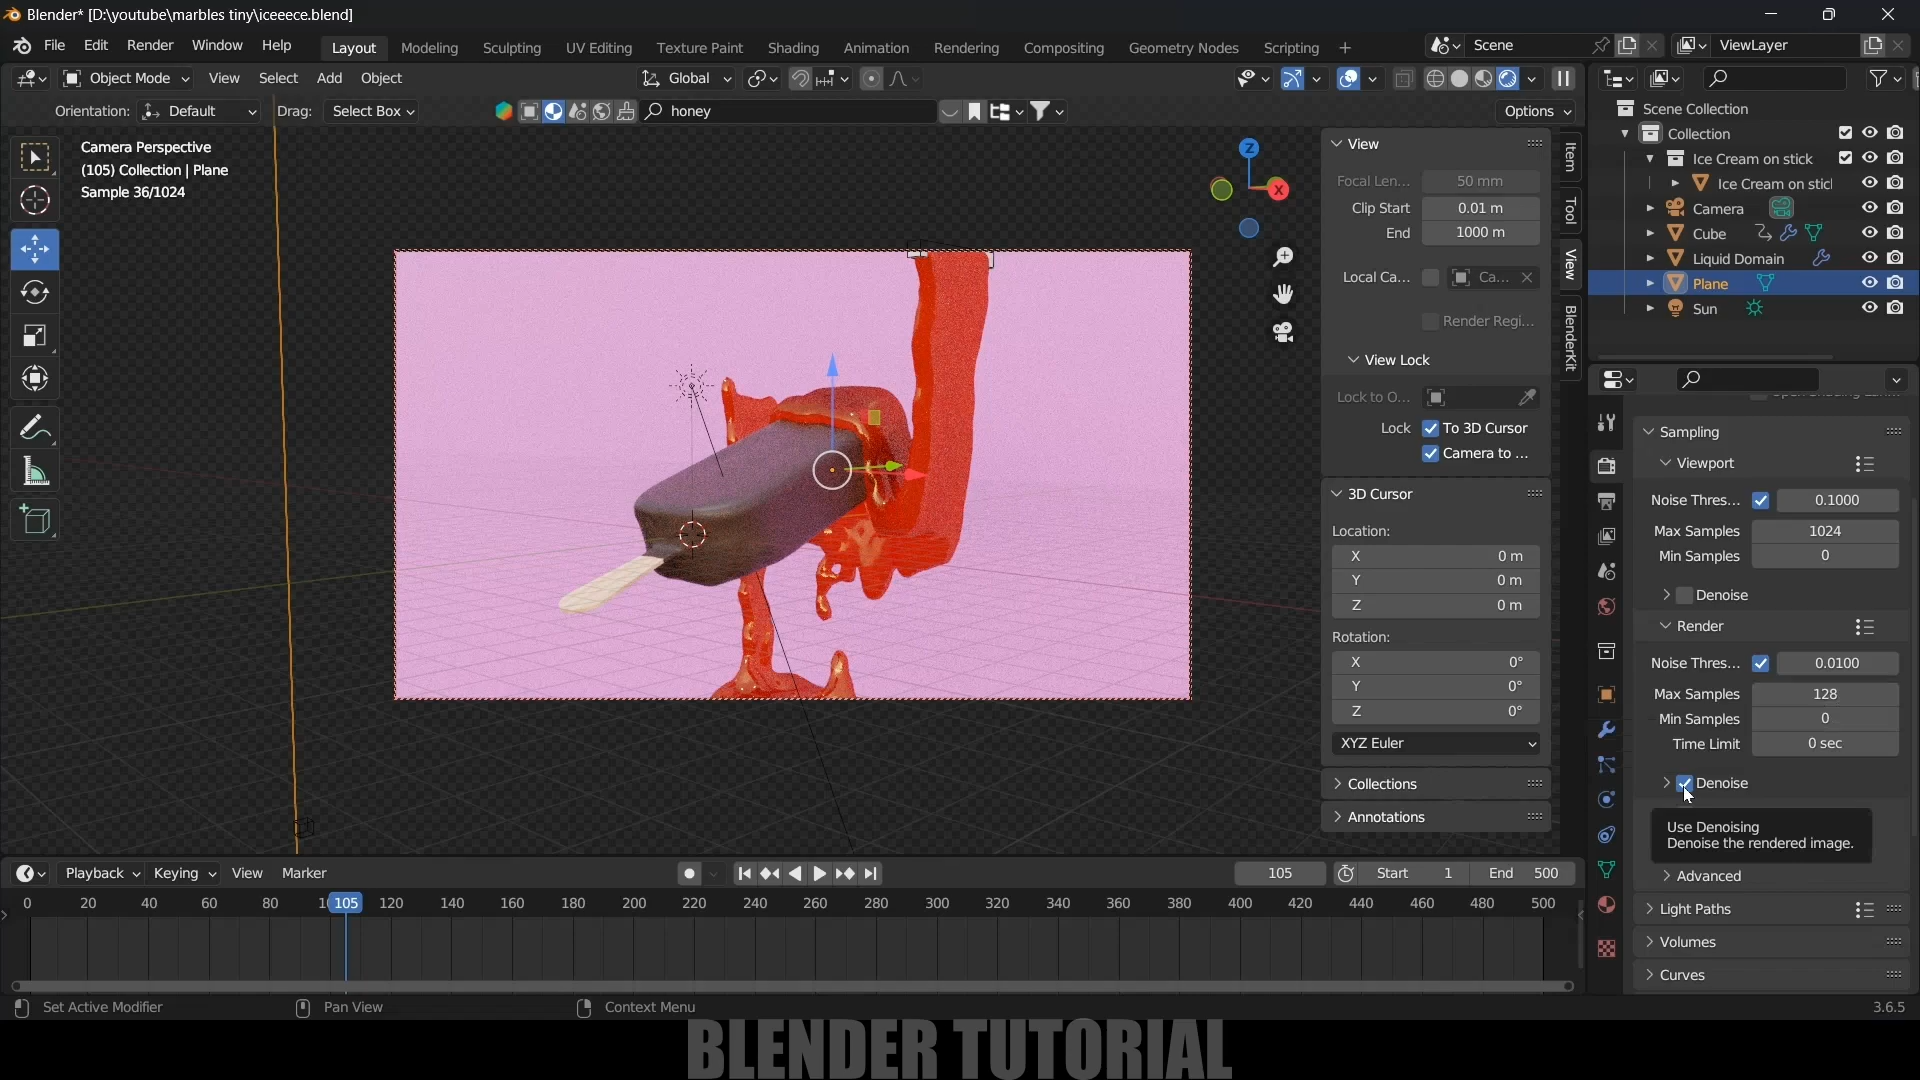 Blender* [D:\youtube\marbles tiny\iceeece.blend]
File Edit Render Window Help Layout Modeling Sculpting UV Editing Texture Paint Shading Animation Rendering Compositing Geometry Nodes Scripting + Scene ViewLayer
Object Mode View Select Add Object Global
Orientation: Default Drag: Select Box honey Options
Camera Perspective
(105) Collection | Plane
Sample 36/1024
Z
X
View
Focal Len... 50 mm
Clip Start 0.01 m
End 1000 m
Local Ca... Ca...
Render Regi...
View Lock
Lock to O...
Lock To 3D Cursor
Camera to ...
3D Cursor
Location:
X 0 m
Y 0 m
Z 0 m
Rotation:
X 0°
Y 0°
Z 0°
XYZ Euler
Collections
Annotations
Item
Tool
View
BlenderKit
Scene Collection
Collection
Ice Cream on stick
Ice Cream on sticl
Camera
Cube
Liquid Domain
Plane
Sun
Sampling
Viewport
Noise Thres... 0.1000
Max Samples 1024
Min Samples 0
Denoise
Render
Noise Thres... 0.0100
Max Samples 128
Min Samples 0
Time Limit 0 sec
Denoise
Use Denoising
Denoise the rendered image.
Advanced
Light Paths
Volumes
Curves
Playback Keying View Marker 105 Start 1 End 500
0 20 40 60 80 105 120 140 160 180 200 220 240 260 280 300 320 340 360 380 400 420 440 460 480 500
Set Active Modifier Pan View Context Menu 3.6.5
BLENDER TUTORIAL